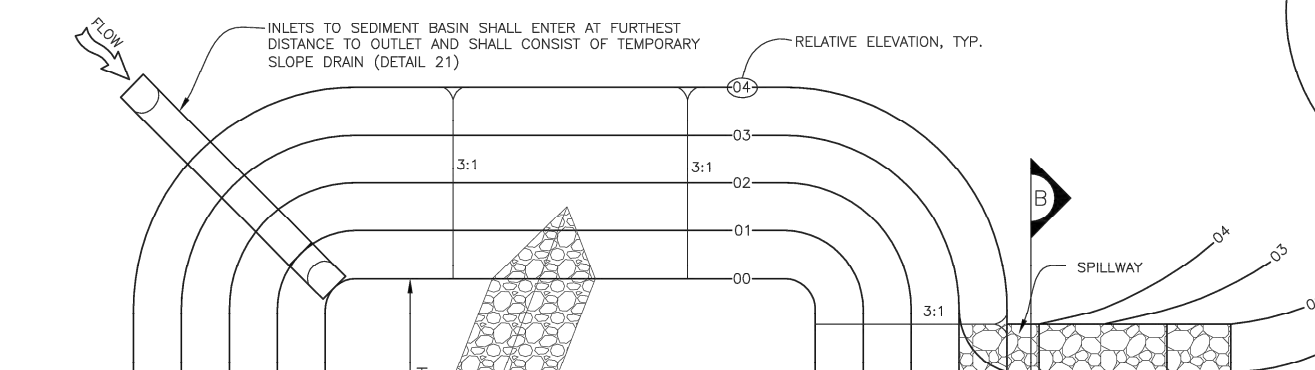 FLOW
INLETS TO SEDIMENT BASIN SHALL ENTER AT FURTHEST
DISTANCE TO OUTLET AND SHALL CONSIST OF TEMPORARY
SLOPE DRAIN (DETAIL 21)
RELATIVE ELEVATION, TYP.
04
03
3:1
3:1
02
B
01
04
03
SPILLWAY
00
3:1